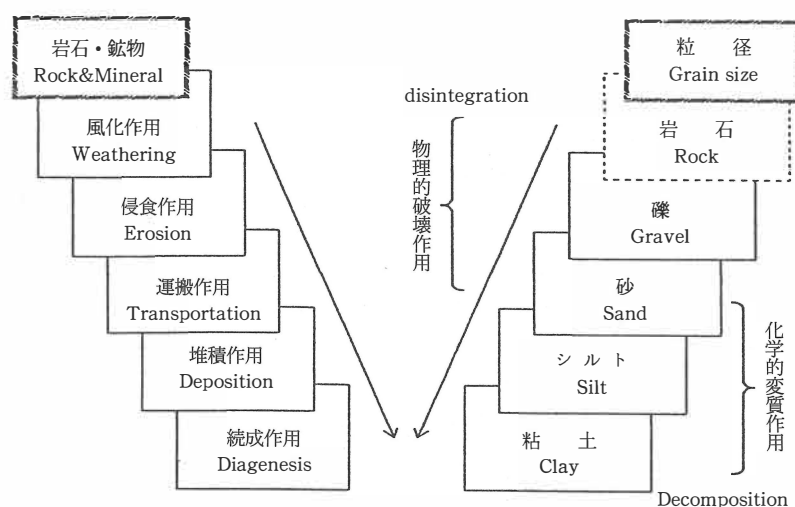 岩石・鉱物
Rock&Mineral
風化作用
Weathering
侵食作用
Erosion
運搬作用
Transportation
堆積作用
Deposition
続成作用
Diagenesis
disintegration
物理的破壊作用
粒　径
Grain size
岩　石
Rock
礫
Gravel
砂
Sand
シ ル ト
Silt
粘　土
Clay
化学的変質作用
Decomposition